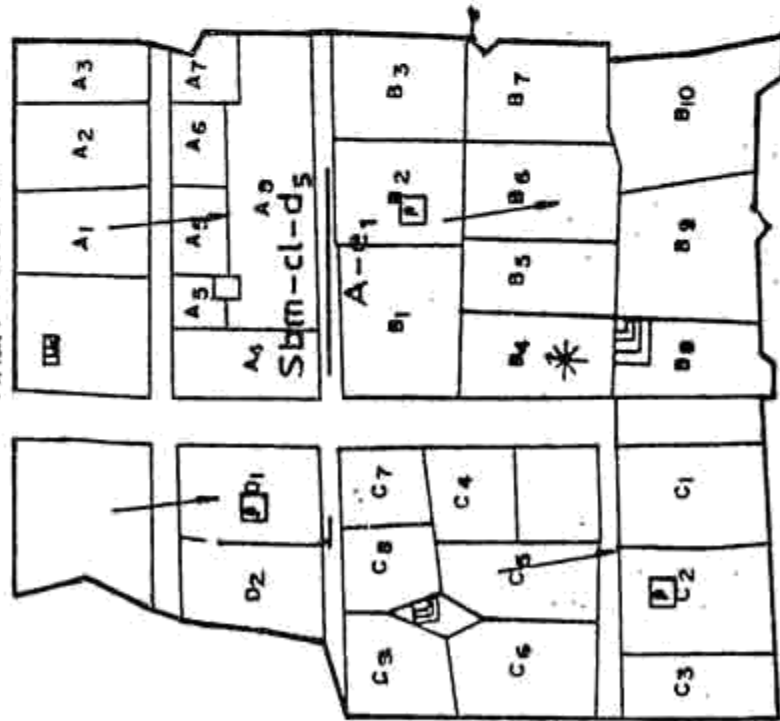 A1 A2 A3
A5 A5 A6 A7
D2 D1 A4
Sbm-cl-d5
A-e1
C3 C8 C7 B1 B2 B3
C4
C6 C5 B4 B5 B6 B7
C3 C2 C1 B8 B9 B10